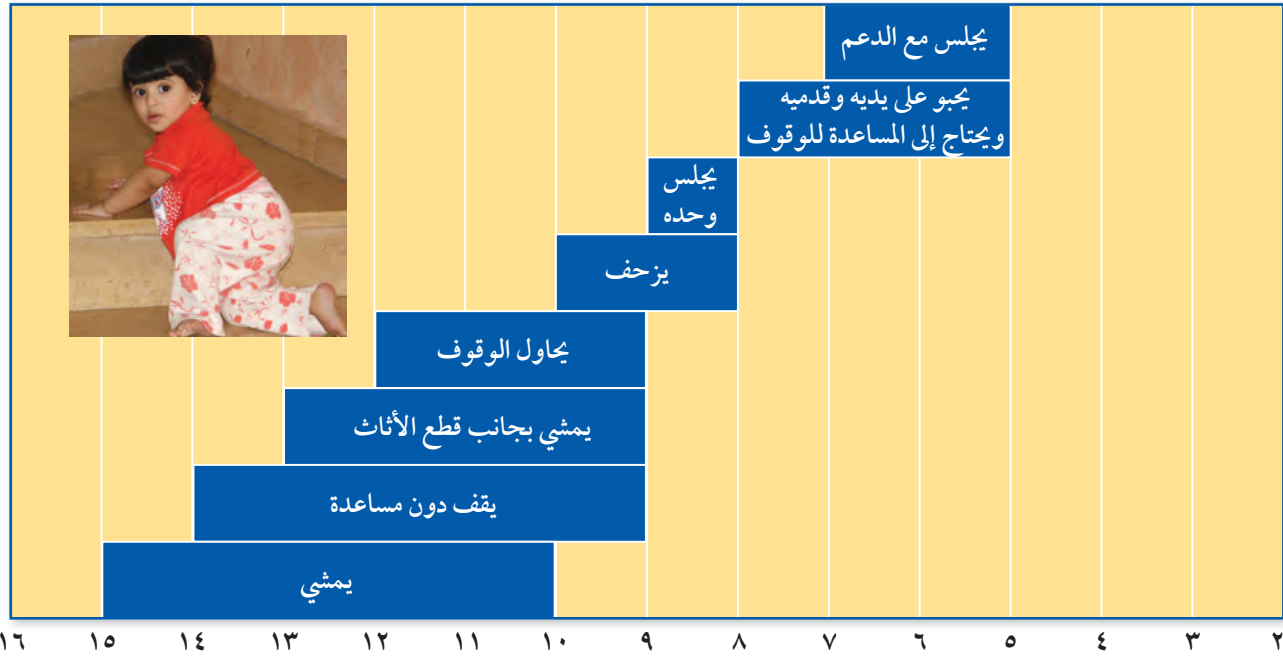 يجلس مع الدعم
يحبو على يديه وقدميه
ويحتاج إلى المساعدة للوقوف
يجلس
وحده
يزحف
يحاول الوقوف
يمشي بجانب قطع الأثاث
يقف دون مساعدة
يمشي
٢ ٣ ٤ ٥ ٦ ٧ ٨ ٩ ١٠ ١١ ١٢ ١٣ ١٤ ١٥ ١٦